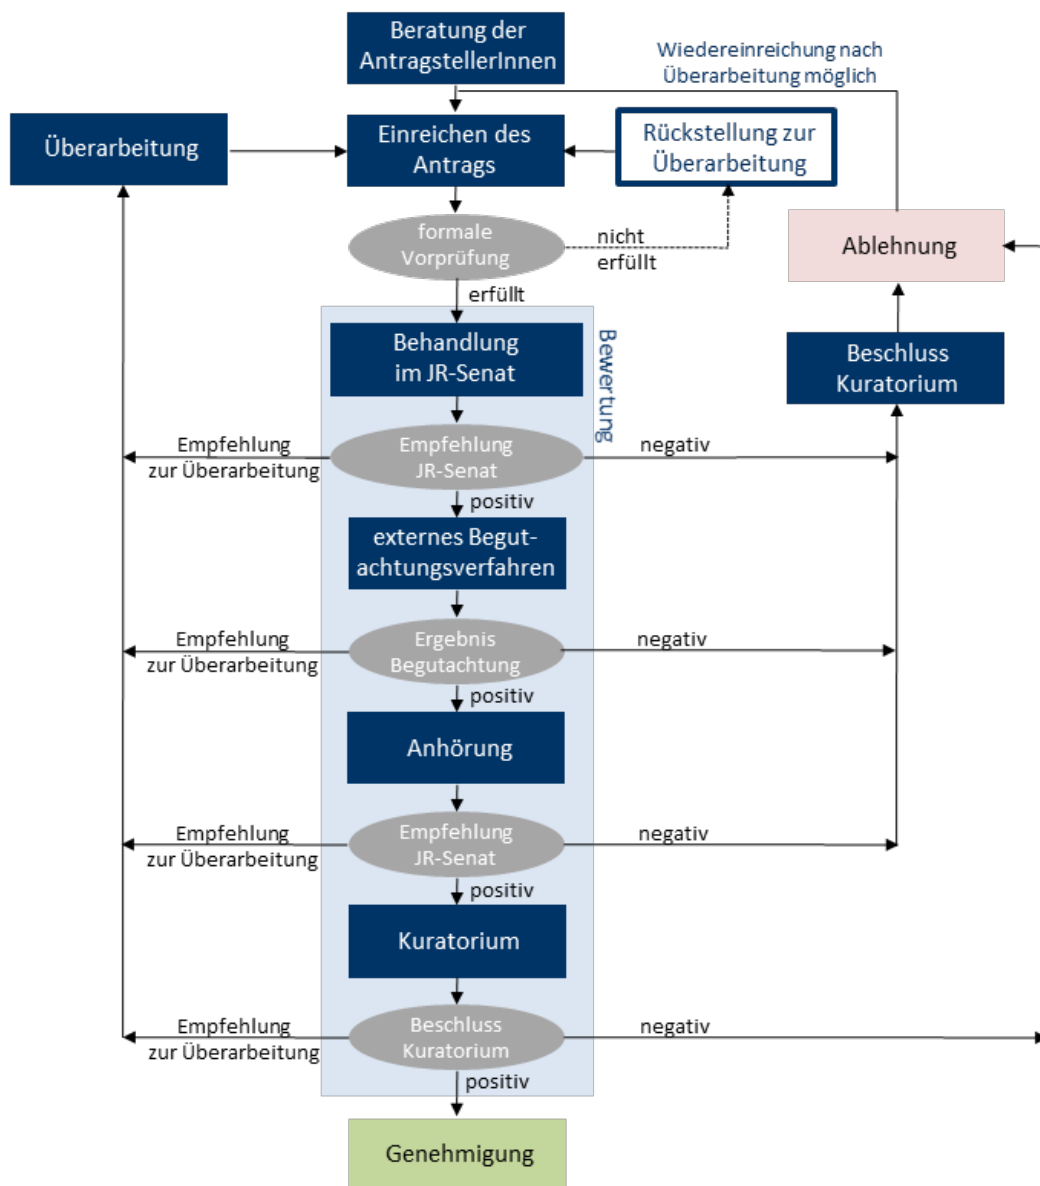 Beratung der
AntragstellerInnen
Wiedereinreichung nach
Überarbeitung möglich
Überarbeitung
Einreichen des
Antrags
Rückstellung zur
Überarbeitung
formale
Vorprüfung
nicht
erfüllt
Ablehnung
erfüllt
Behandlung
im JR-Senat
Bewertung
Beschluss
Kuratorium
Empfehlung
zur Überarbeitung
Empfehlung
JR-Senat
negativ
positiv
externes Begut-
achtungsverfahren
Empfehlung
zur Überarbeitung
Ergebnis
Begutachtung
negativ
positiv
Anhörung
Empfehlung
zur Überarbeitung
Empfehlung
JR-Senat
negativ
positiv
Kuratorium
Empfehlung
zur Überarbeitung
Beschluss
Kuratorium
negativ
positiv
Genehmigung